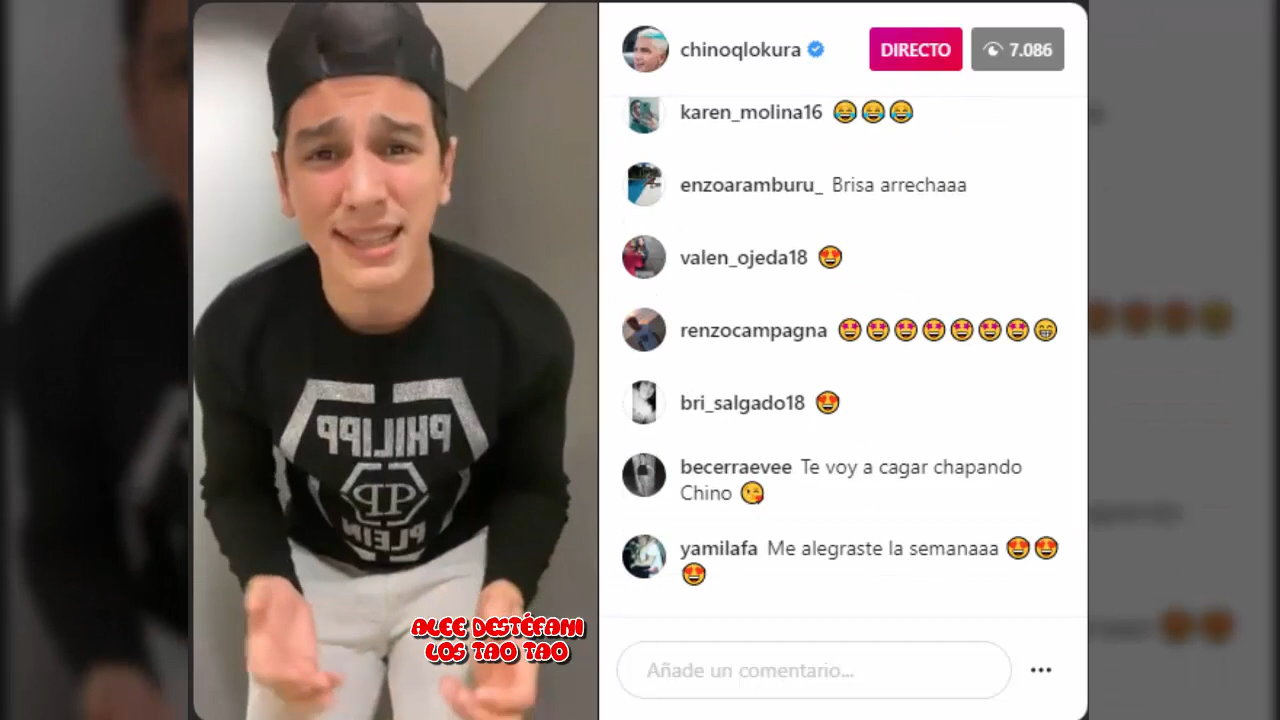 chinoqlokura
DIRECTO
7.086
karen_molina16 😂😂😂
enzoaramburu_ Brisa arrechaaa
valen_ojeda18 😍
renzocampagna 😍😍😍😍😍😍😍😁
bri_salgado18 😍
becerraevee Te voy a cagar chapando
Chino 😘
yamilafa Me alegraste la semanaaa 😍😍
😍
Añade un comentario...
PHILIPP
PLEIN
ALEE DESTÉFANI
LOS TAO TAO